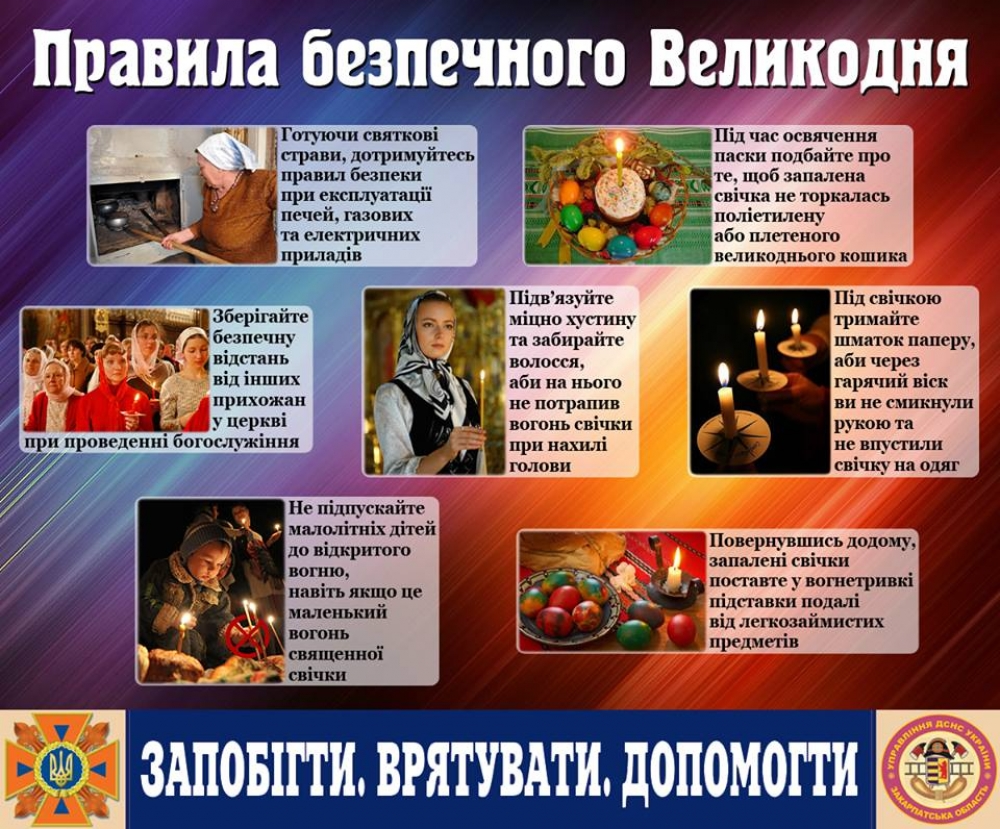 Правила безпечного Великодня
Готуючи святкові
страви, дотримуйтесь
правил безпеки
при експлуатації
печей, газових
та електричних
приладів
Під час освячення
паски подбайте про
те, щоб запалена
свічка не торкалась
поліетилену
або плетеного
великоднього кошика
Зберігайте
безпечну
відстань
від інших
прихожан
у церкві
при проведенні богослужіння
Підв'язуйте
міцно хустину
та забирайте
волосся,
аби на нього
не потрапив
вогонь свічки
при нахилі
голови
Під свічкою
тримайте
шматок паперу,
аби через
гарячий віск
ви не смикнули
рукою та
не впустили
свічку на одяг
Не підпускайте
малолітніх дітей
до відкритого
вогню,
навіть якщо це
маленький
вогонь
священної
свічки
Повернувшись додому,
запалені свічки
поставте у вогнетривкі
підставки подалі
від легкозаймистих
предметів
ЗАПОБІГТИ. ВРЯТУВАТИ. ДОПОМОГТИ
УПРАВЛІННЯ ДСНС УКРАЇНИ
ЗАКАРПАТСЬКА ОБЛАСТЬ